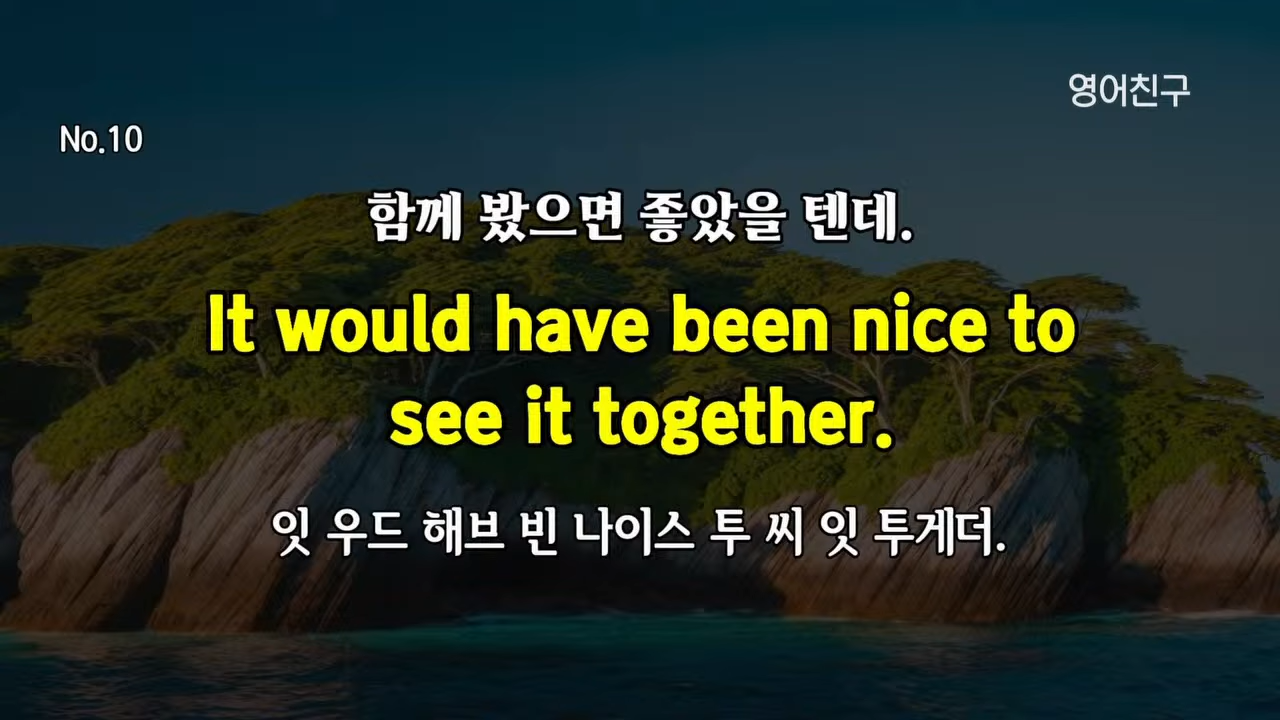 영어친구
No.10
함께 봤으면 좋았을 텐데.
It would have been nice to
see it together.
잇 우드 해브 빈 나이스 투 씨 잇 투게더.